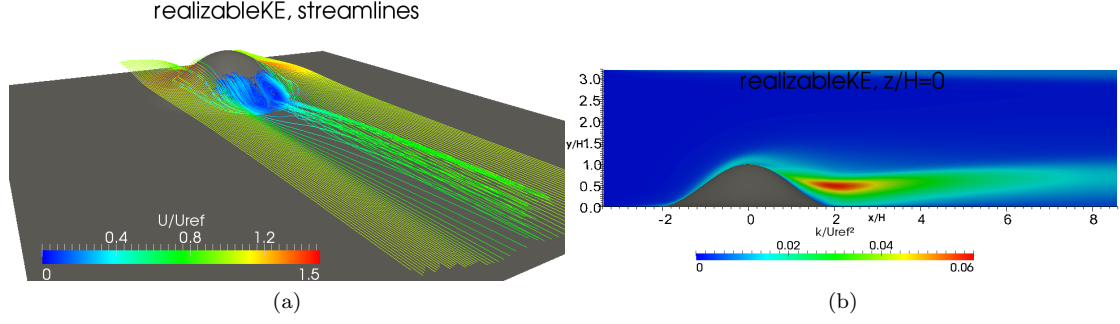 realizableKE, streamlines
U/Uref
0.4 0.8 1.2
0 1.5
(a)
realizableKE, z/H=0
3.0
2.5
2.0
y/H
1.5
1.0
0.5
0.0
-2 0 2 4 6 8
x/H
k/Uref²
0.02 0.04
0 0.06
(b)